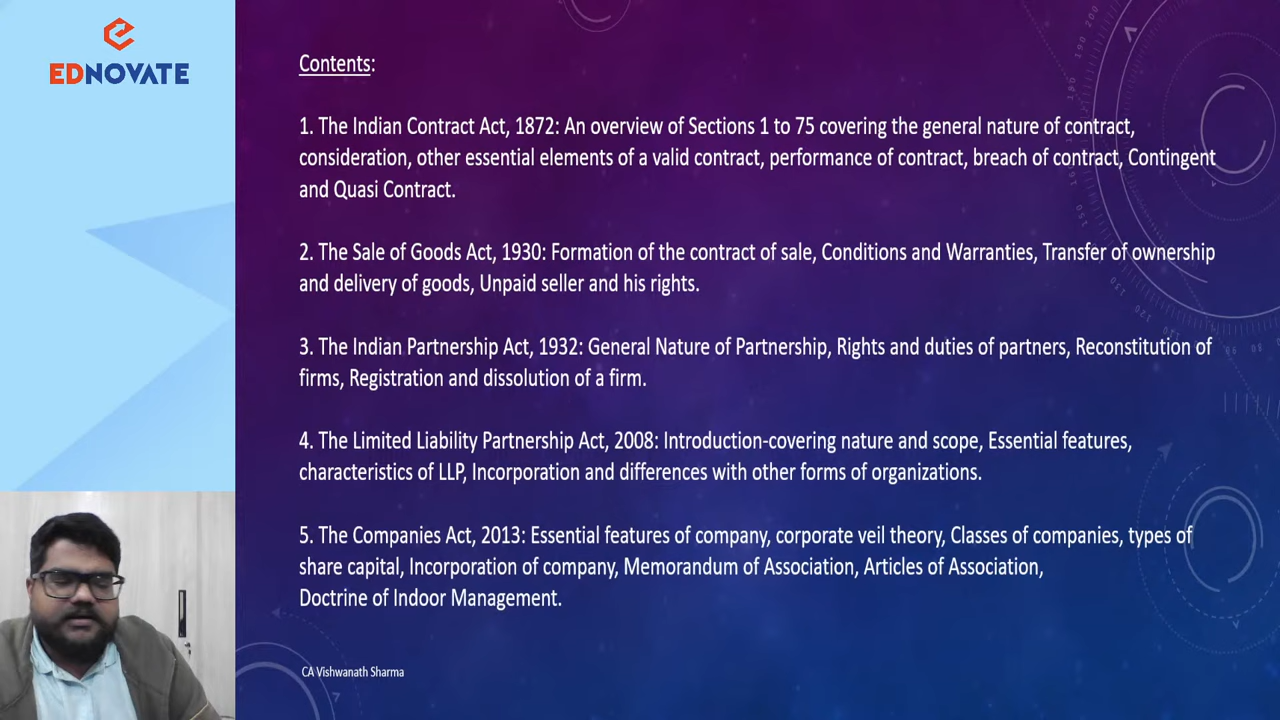 EDNOVATE
Contents:
1. The Indian Contract Act, 1872: An overview of Sections 1 to 75 covering the general nature of contract,
consideration, other essential elements of a valid contract, performance of contract, breach of contract, Contingent
and Quasi Contract.
2. The Sale of Goods Act, 1930: Formation of the contract of sale, Conditions and Warranties, Transfer of ownership
and delivery of goods, Unpaid seller and his rights.
3. The Indian Partnership Act, 1932: General Nature of Partnership, Rights and duties of partners, Reconstitution of
firms, Registration and dissolution of a firm.
4. The Limited Liability Partnership Act, 2008: Introduction-covering nature and scope, Essential features,
characteristics of LLP, Incorporation and differences with other forms of organizations.
5. The Companies Act, 2013: Essential features of company, corporate veil theory, Classes of companies, types of
share capital, Incorporation of company, Memorandum of Association, Articles of Association,
Doctrine of Indoor Management.
CA Vishwanath Sharma